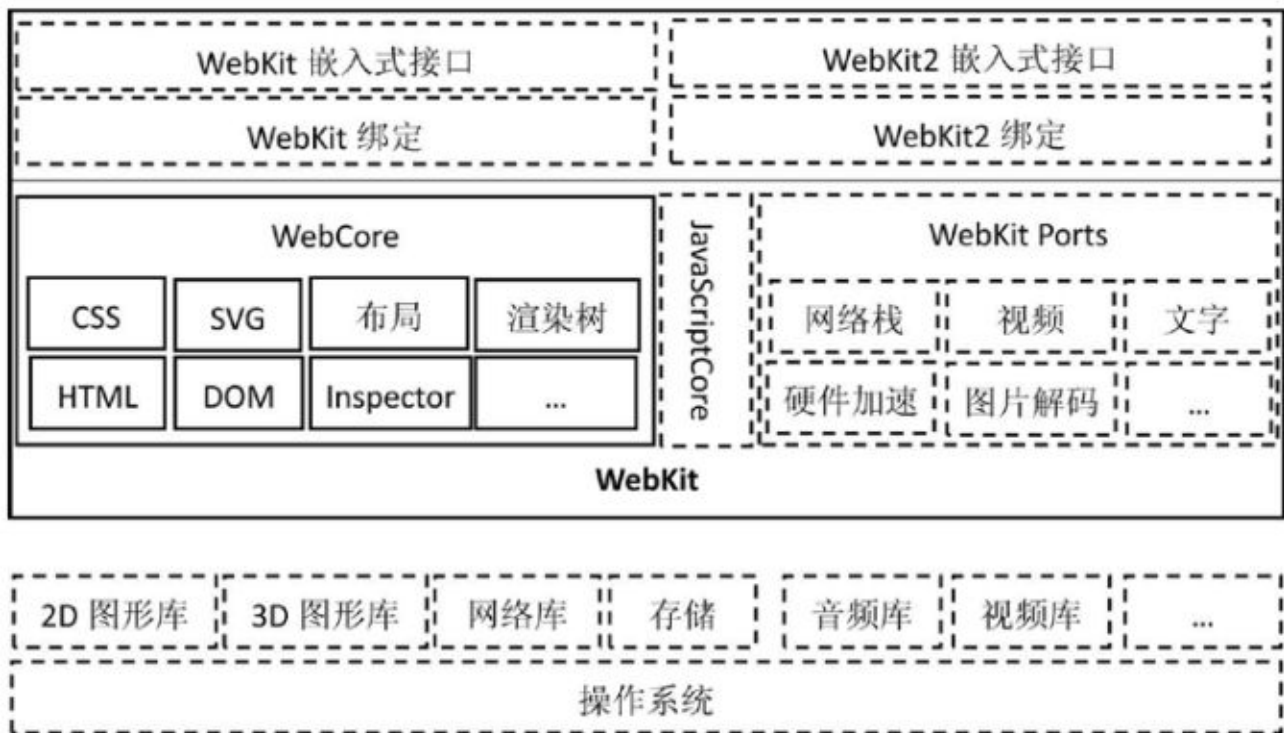 WebKit 嵌入式接口
WebKit2 嵌入式接口
WebKit 绑定
WebKit2 绑定
WebCore
JavaScriptCore
WebKit Ports
CSS
SVG
布局
渲染树
网络栈
视频
文字
HTML
DOM
Inspector
...
硬件加速
图片解码
...
WebKit
2D 图形库
3D 图形库
网络库
存储
音频库
视频库
...
操作系统